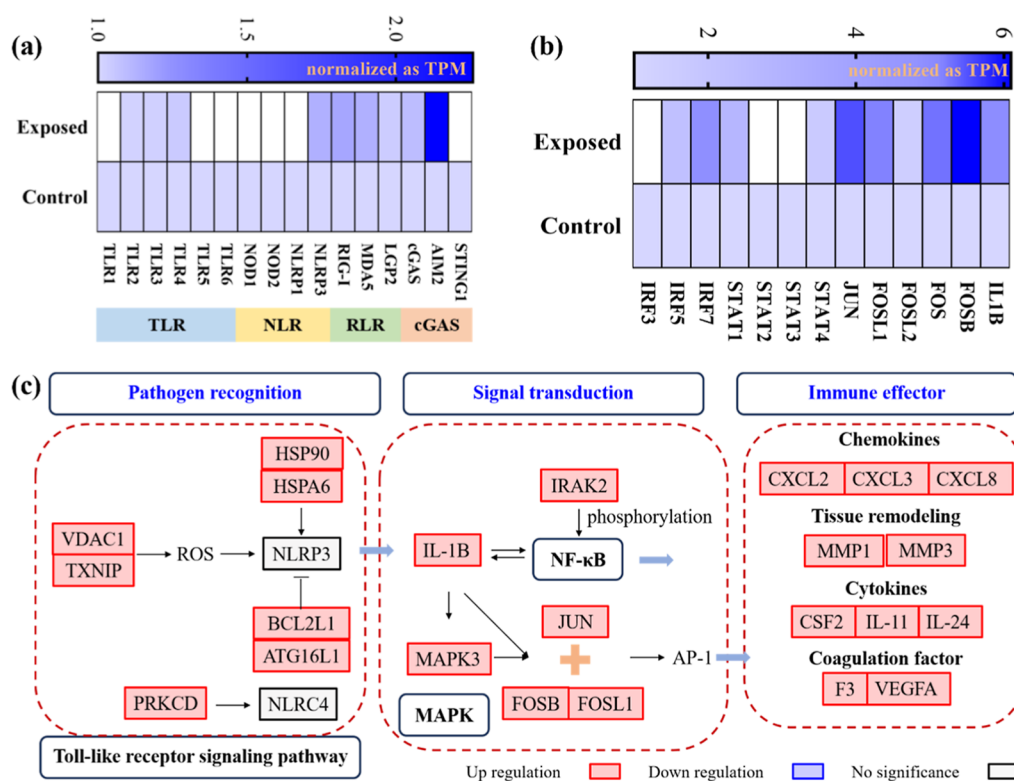 (a)
1.0
1.5
2.0
normalized as TPM
Exposed
Control
TLR1
TLR2
TLR3
TLR4
TLR5
TLR6
NOD1
NOD2
NLRP1
NLRP3
RIG-I
MDA5
LGP2
cGAS
AIM2
STING1
TLR
NLR
RLR
cGAS
(b)
2
4
6
normalized as TPM
Exposed
Control
IRF3
IRF5
IRF7
STAT1
STAT2
STAT3
STAT4
JUN
FOSL1
FOSL2
FOS
FOSB
IL1B
(c)
Pathogen recognition
HSP90
HSPA6
VDAC1
TXNIP
ROS
NLRP3
BCL2L1
ATG16L1
PRKCD
NLRC4
Toll-like receptor signaling pathway
Signal transduction
IRAK2
phosphorylation
IL-1B
NF-κB
JUN
MAPK3
AP-1
FOSB
FOSL1
MAPK
Immune effector
Chemokines
CXCL2
CXCL3
CXCL8
Tissue remodeling
MMP1
MMP3
Cytokines
CSF2
IL-11
IL-24
Coagulation factor
F3
VEGFA
Up regulation
Down regulation
No significance